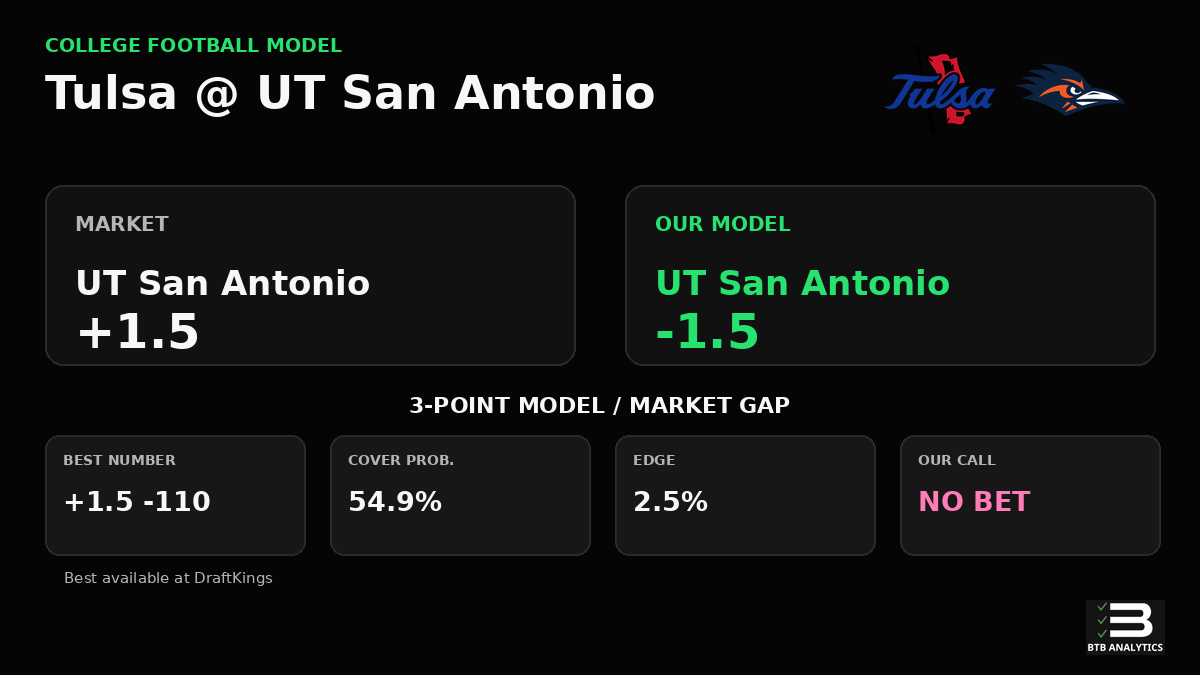 COLLEGE FOOTBALL MODEL
Tulsa @ UT San Antonio
Tulsa
MARKET
UT San Antonio
+1.5
OUR MODEL
UT San Antonio
-1.5
3-POINT MODEL / MARKET GAP
BEST NUMBER
+1.5 -110
COVER PROB.
54.9%
EDGE
2.5%
OUR CALL
NO BET
Best available at DraftKings
B
BTB ANALYTICS